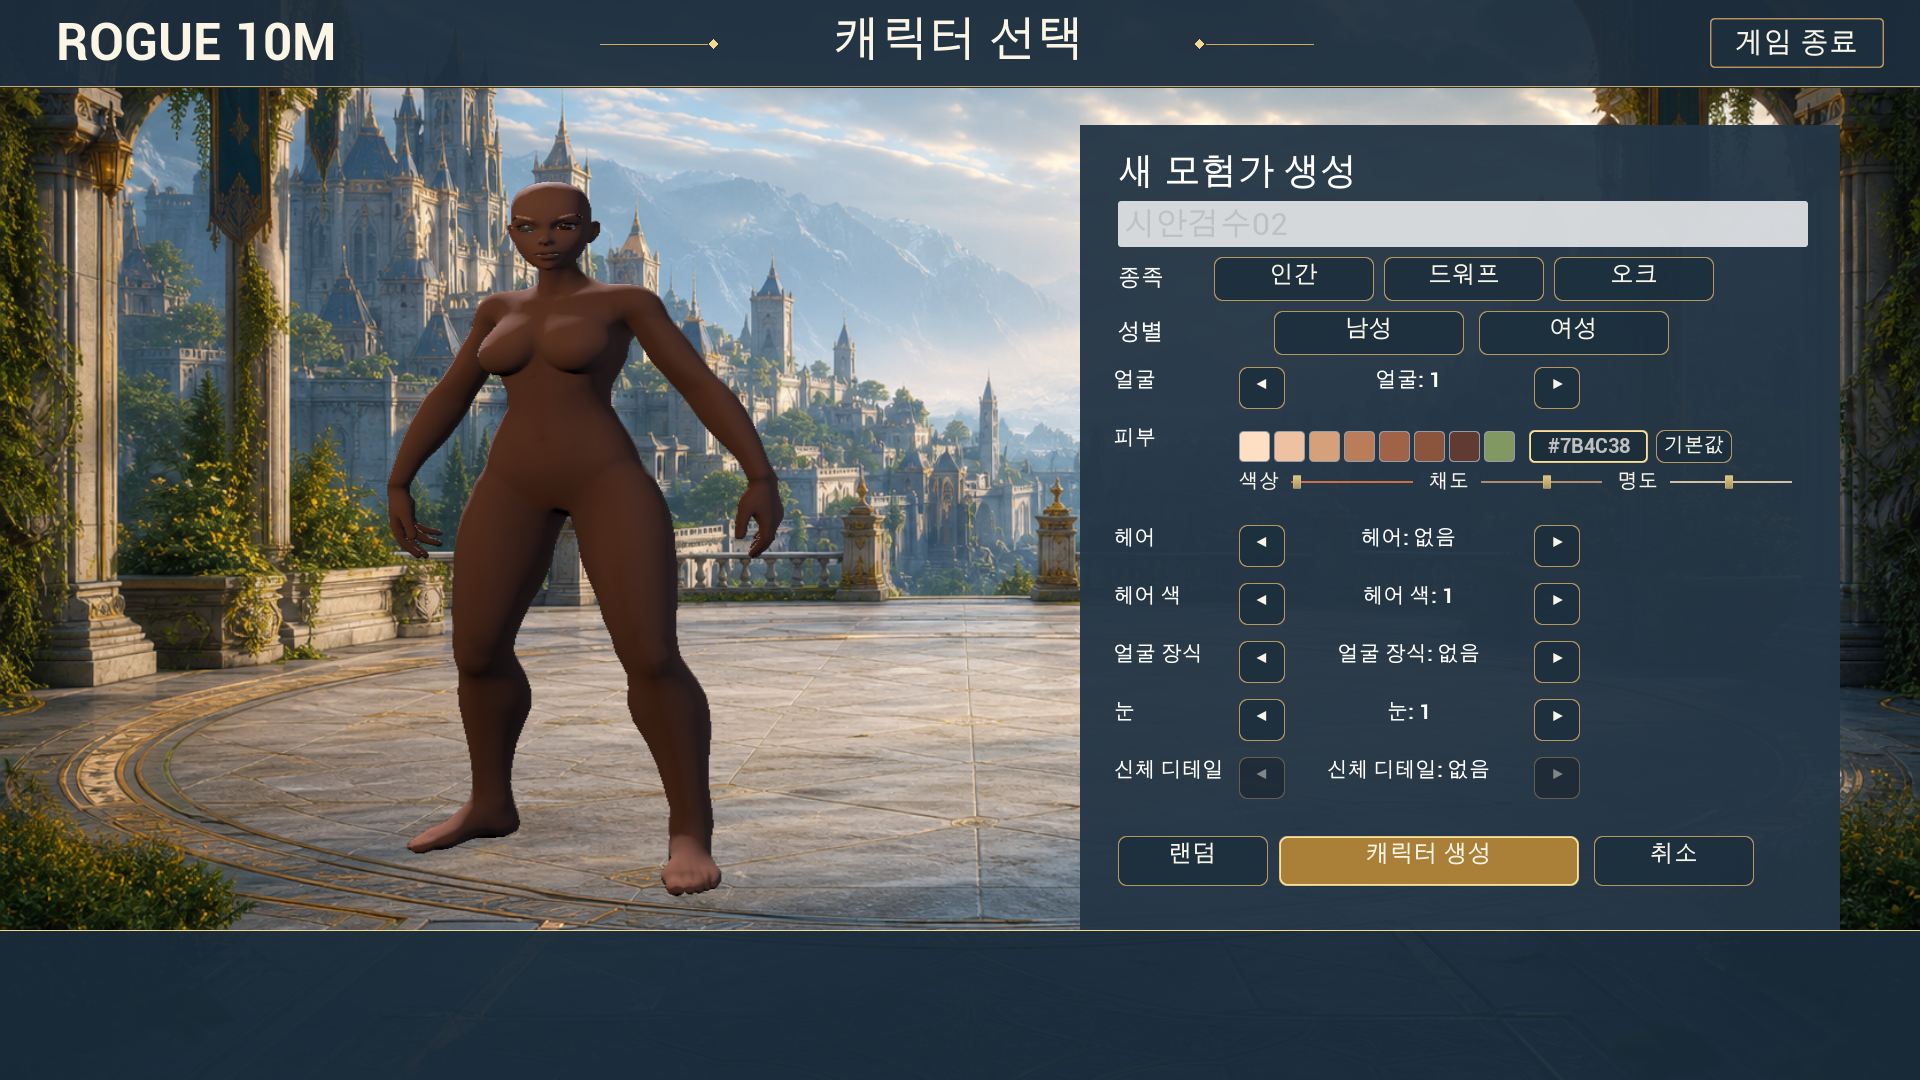 ROGUE 10M
캐릭터 선택
게임 종료
새 모험가 생성
시안검수02
종족 인간 드워프 오크
성별 남성 여성
얼굴 ◄ 얼굴: 1 ►
피부 #7B4C38 기본값
색상 채도 명도
헤어 ◄ 헤어: 없음 ►
헤어 색 ◄ 헤어 색: 1 ►
얼굴 장식 ◄ 얼굴 장식: 없음 ►
눈 ◄ 눈: 1 ►
신체 디테일 ◄ 신체 디테일: 없음 ►
랜덤 캐릭터 생성 취소